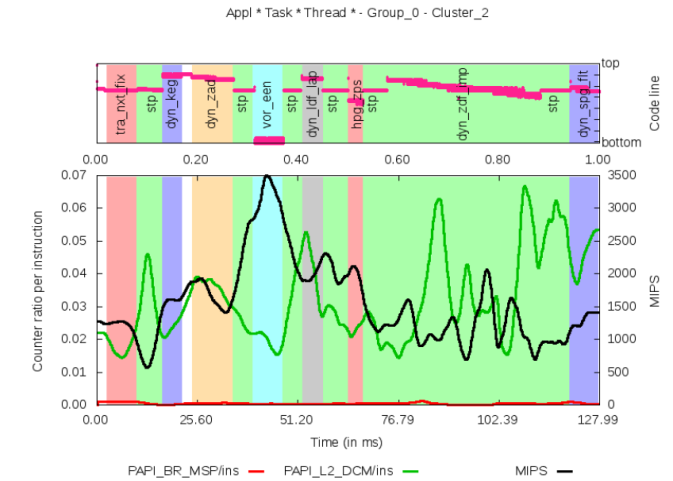 Appl * Task * Thread * - Group_0 - Cluster_2
top
bottom
Code line
tra_nxt_fix
stp
dyn_keg
dyn_zad
stp
vor_een
stp
dyn_ldf_lap
stp
hpg_sps
stp
dyn_zdf_imp
stp
dyn_spg_flt
0.00 0.20 0.40 0.60 0.80 1.00
Counter ratio per instruction
0.07
0.06
0.05
0.04
0.03
0.02
0.01
0.00
3500
3000
2500
2000
1500
1000
500
0
MIPS
0.00 25.60 51.20 76.79 102.39 127.99
Time (in ms)
PAPI_BR_MSP/ins PAPI_L2_DCM/ins MIPS